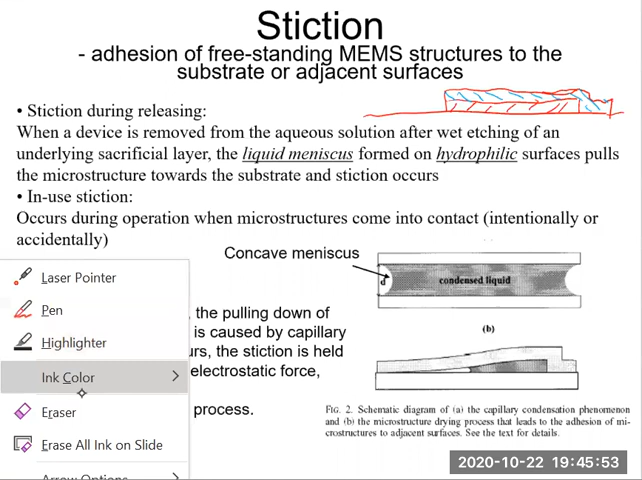 Stiction
- adhesion of free-standing MEMS structures to the
substrate or adjacent surfaces
• Stiction during releasing:
When a device is removed from the aqueous solution after wet etching of an
underlying sacrificial layer, the liquid meniscus formed on hydrophilic surfaces pulls
the microstructure towards the substrate and stiction occurs
• In-use stiction:
Occurs during operation when microstructures come into contact (intentionally or
accidentally)
Concave meniscus
d
condensed liquid
(b)
, the pulling down of
is caused by capillary
urs, the stiction is held
electrostatic force,
process.
FIG. 2. Schematic diagram of (a) the capillary condensation phenomenon
and (b) the microstructure drying process that leads to the adhesion of mi-
crostructures to adjacent surfaces. See the text for details.
Laser Pointer
Pen
Highlighter
Ink Color
Eraser
Erase All Ink on Slide
Arrow Options
2020-10-22 19:45:53